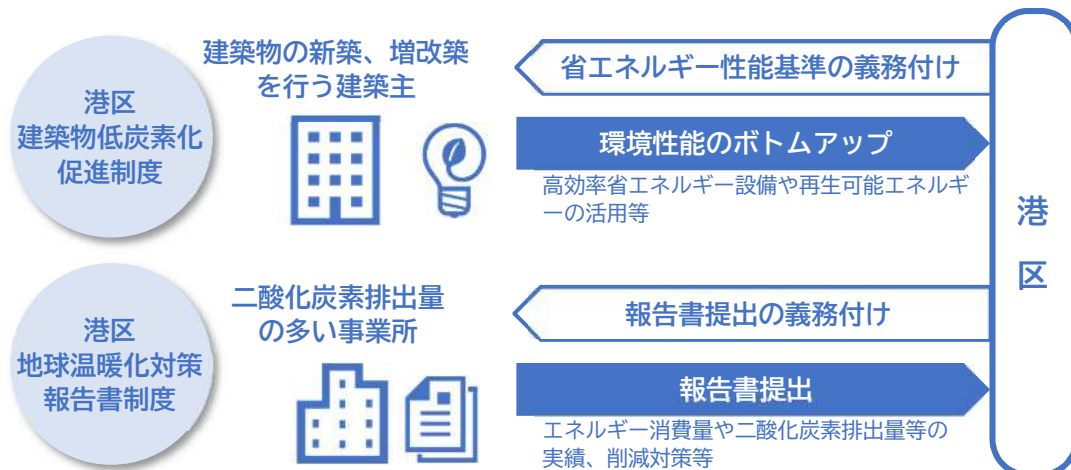 港区
建築物低炭素化
促進制度
建築物の新築、増改築
を行う建築主
省エネルギー性能基準の義務付け
環境性能のボトムアップ
高効率省エネルギー設備や再生可能エネルギ
ーの活用等
港区
地球温暖化対策
報告書制度
二酸化炭素排出量
の多い事業所
報告書提出の義務付け
報告書提出
エネルギー消費量や二酸化炭素排出量等の
実績、削減対策等
港
区